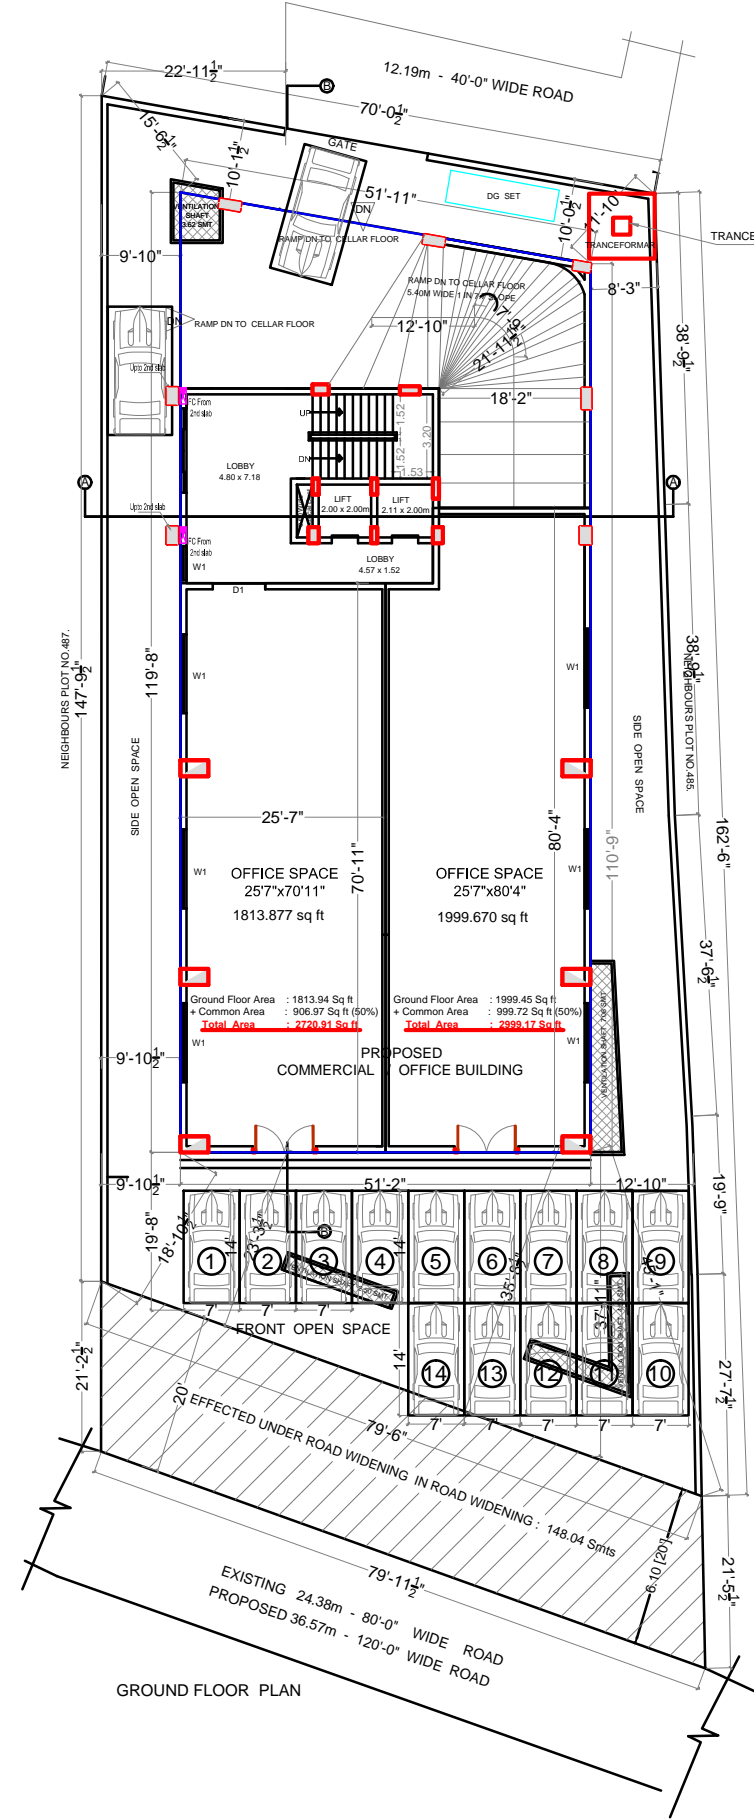 12.19m - 40'-0" WIDE ROAD
22'-11½"
B
70'-0½"
15'-6½"
10'-1½"
GATE
51'-11"
DG SET
10'-0½"
TRANCEFORMAR
TRANCE
VENTILATION
SHAFT
3.62 SMT
DN
RAMP DN TO CELLAR FLOOR
9'-10"
RAMP DN TO CELLAR FLOOR
8'-3"
DN
RAMP DN TO CELLAR FLOOR
12'-10"
38'-9½"
Upto 2nd slab
FC From
2nd slab
18'-2"
UP
1.52
3.20
DN
1.52
1.53
LOBBY
4.80 x 7.18
A
A
LIFT
2.00 x 2.00m
LIFT
2.11 x 2.00m
Upto 2nd slab
FC From
2nd slab
W1
LOBBY
4.57 x 1.52
D1
NEIGHBOURS PLOT NO.487.
147'-9½"
119'-8"
SIDE OPEN SPACE
W1
W1
38'-9½"
NEIGHBOURS PLOT NO.485.
SIDE OPEN SPACE
162'-6"
25'-7"
70'-11"
80'-4"
110'-9"
W1
W1
OFFICE SPACE
25'7"x70'11"
1813.877 sq ft
OFFICE SPACE
25'7"x80'4"
1999.670 sq ft
37'-6½"
Ground Floor Area : 1813.94 Sq ft
+ Common Area : 906.97 Sq ft (50%)
Total Area : 2720.91 Sq ft
Ground Floor Area : 1999.45 Sq ft
+ Common Area : 999.72 Sq ft (50%)
Total Area : 2999.17 Sq ft
W1
W1
PROPOSED
COMMERCIAL / OFFICE BUILDING
9'-10½"
9'-10½"
51'-2"
12'-10"
19'-9"
19'-8"
18'-10½"
14'
23'-3½"
B
14'
1 2 3 4 5 6 7 8 9
45'-1"
37'-11"
7' 7' 7'
FRONT OPEN SPACE
21'-2½"
14'
14 13 12 11 10
7' 7' 7' 7' 7'
27'-7½"
20'
79'-6"
EFFECTED UNDER ROAD WIDENING IN ROAD WIDENING : 148.04 Smts
6.10 [20']
21'-5½"
79'-11½"
EXISTING 24.38m - 80'-0" WIDE ROAD
PROPOSED 36.57m - 120'-0" WIDE ROAD
GROUND FLOOR PLAN